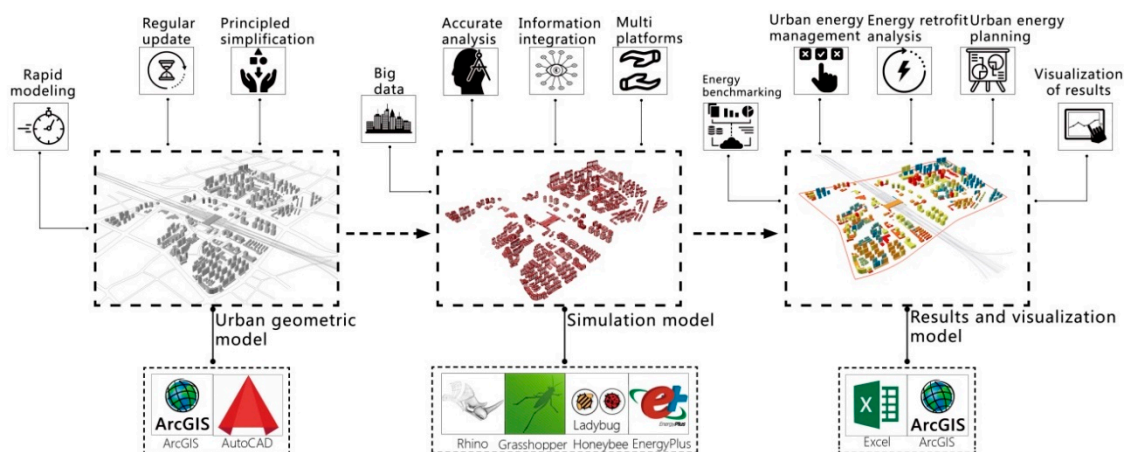 Regular
update
Principled
simplification
Rapid
modeling
Accurate
analysis
Information
integration
Multi
platforms
Big
data
Urban energy
management
Energy retrofit
analysis
Urban energy
planning
Energy
benchmarking
Visualization
of results
Urban geometric
model
Simulation model
Results and visualization
model
ArcGIS
ArcGIS
AutoCAD
Rhino
Grasshopper
Ladybug
Honeybee
e+
EnergyPlus
EnergyPlus
X
Excel
ArcGIS
ArcGIS